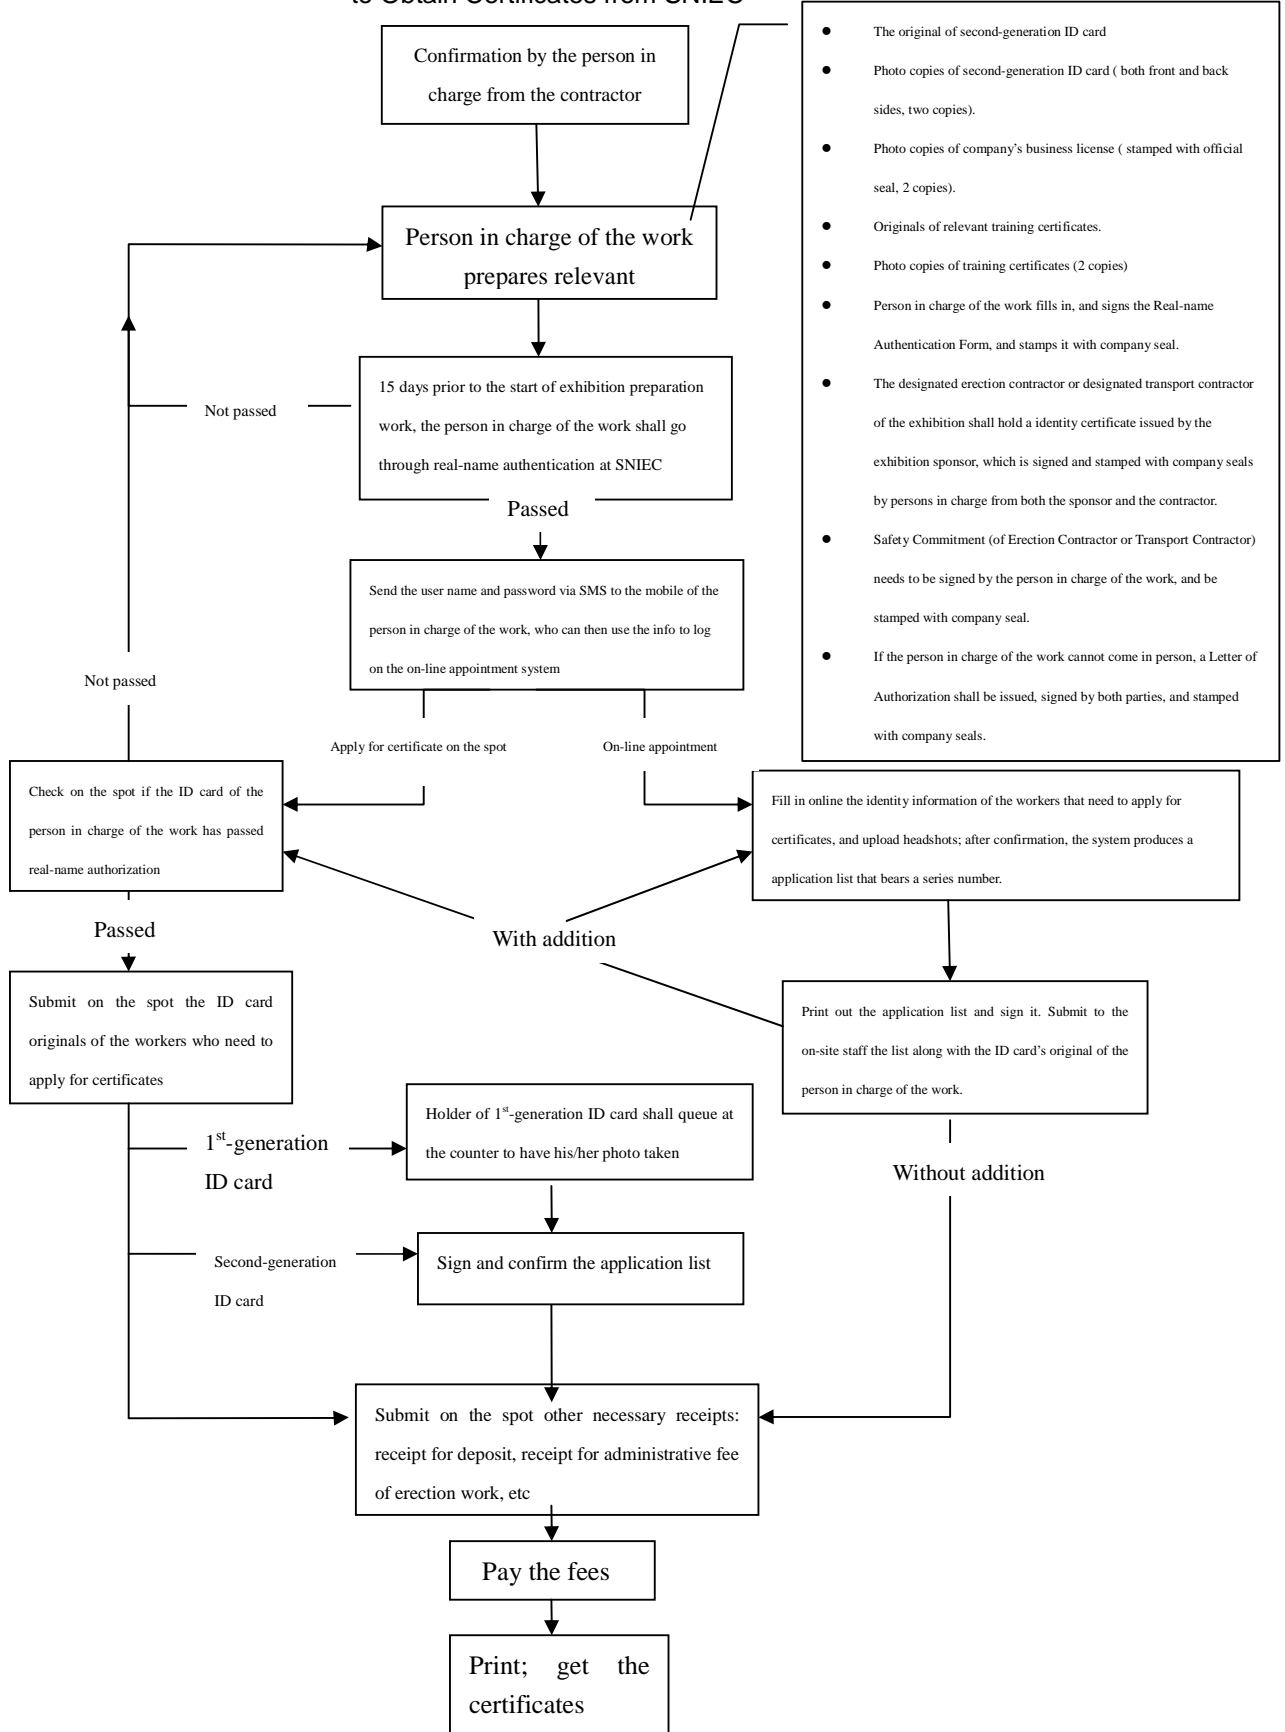 to Obtain Certificates from SNIEC
Confirmation by the person in
charge from the contractor
Person in charge of the work
prepares relevant
● The original of second-generation ID card
● Photo copies of second-generation ID card ( both front and back
sides, two copies).
● Photo copies of company's business license ( stamped with official
seal, 2 copies).
● Originals of relevant training certificates.
● Photo copies of training certificates (2 copies)
● Person in charge of the work fills in, and signs the Real-name
Authentication Form, and stamps it with company seal.
● The designated erection contractor or designated transport contractor
of the exhibition shall hold a identity certificate issued by the
exhibition sponsor, which is signed and stamped with company seals
by persons in charge from both the sponsor and the contractor.
● Safety Commitment (of Erection Contractor or Transport Contractor)
needs to be signed by the person in charge of the work, and be
stamped with company seal.
● If the person in charge of the work cannot come in person, a Letter of
Authorization shall be issued, signed by both parties, and stamped
with company seals.
15 days prior to the start of exhibition preparation
work, the person in charge of the work shall go
through real-name authentication at SNIEC
Not passed
Passed
Send the user name and password via SMS to the mobile of the
person in charge of the work, who can then use the info to log
on the on-line appointment system
Not passed
Apply for certificate on the spot
On-line appointment
Check on the spot if the ID card of the
person in charge of the work has passed
real-name authorization
Fill in online the identity information of the workers that need to apply for
certificates, and upload headshots; after confirmation, the system produces a
application list that bears a series number.
Passed
With addition
Submit on the spot the ID card
originals of the workers who need to
apply for certificates
Print out the application list and sign it. Submit to the
on-site staff the list along with the ID card's original of the
person in charge of the work.
1st-generation
ID card
Holder of 1st-generation ID card shall queue at
the counter to have his/her photo taken
Without addition
Second-generation
ID card
Sign and confirm the application list
Submit on the spot other necessary receipts:
receipt for deposit, receipt for administrative fee
of erection work, etc
Pay the fees
Print; get the
certificates